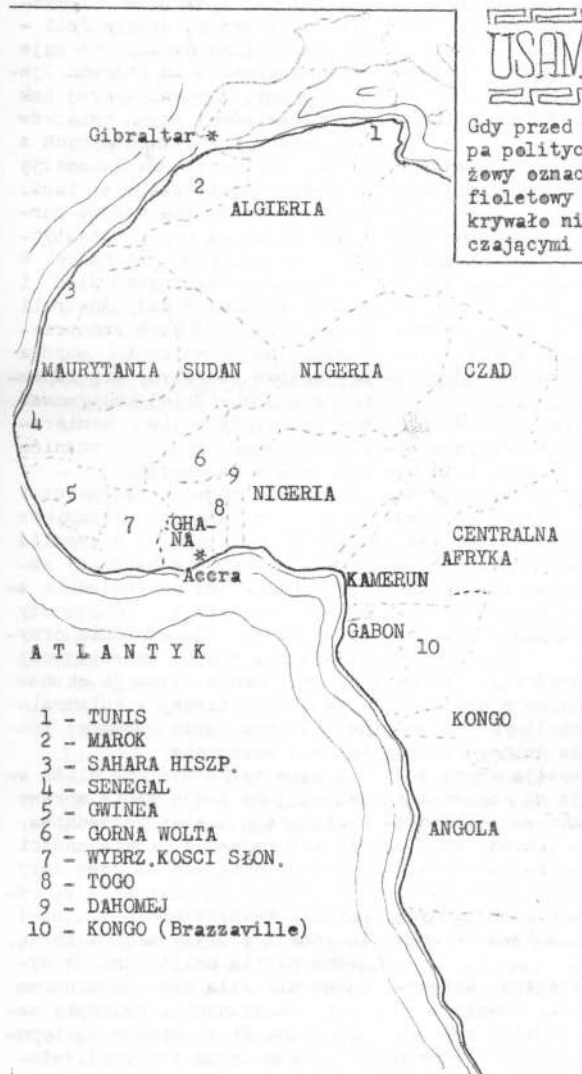 USAM
Gdy przed
pa polityc
żowy oznac
fioletowy
krywało ni
czającymi
Gibraltar *
1
2
ALGIERIA
3
MAURYTANIA SUDAN NIGERIA CZAD
4
5
6
9
8
NIGERIA
7
GHA-
NA
*
Accra
CENTRALNA
AFRYKA
KAMERUN
GABON
10
ATLANTYK
KONGO
ANGOLA
1 - TUNIS
2 - MAROK
3 - SAHARA HISZP.
4 - SENEGAL
5 - GWINEA
6 - GORNA WOLTA
7 - WYBRZ.KOSCI SŁON.
8 - TOGO
9 - DAHOMEJ
10 - KONGO (Brazzaville)